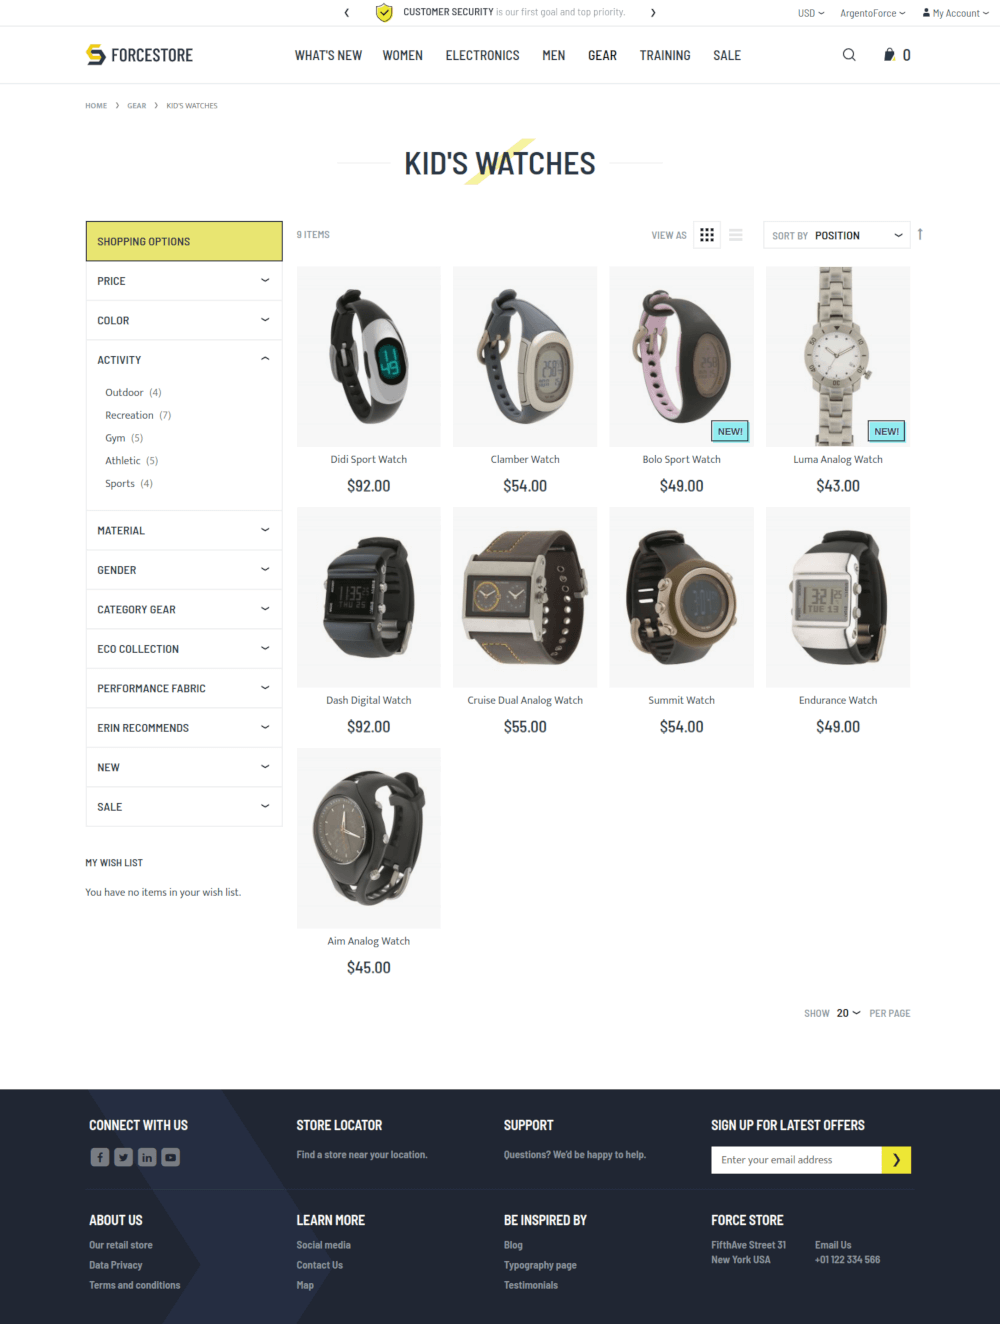 CUSTOMER SECURITY is our first goal and top priority.
USD
ArgentoForce
My Account
FORCESTORE
WHAT'S NEW
WOMEN
ELECTRONICS
MEN
GEAR
TRAINING
SALE
0
HOME
GEAR
KID'S WATCHES
KID'S WATCHES
SHOPPING OPTIONS
PRICE
COLOR
ACTIVITY
Outdoor (4)
Recreation (7)
Gym (5)
Athletic (5)
Sports (4)
MATERIAL
GENDER
CATEGORY GEAR
ECO COLLECTION
PERFORMANCE FABRIC
ERIN RECOMMENDS
NEW
SALE
MY WISH LIST
You have no items in your wish list.
9 ITEMS
VIEW AS
SORT BY POSITION
NEW!
NEW!
Didi Sport Watch
Clamber Watch
Bolo Sport Watch
Luma Analog Watch
$92.00
$54.00
$49.00
$43.00
Dash Digital Watch
Cruise Dual Analog Watch
Summit Watch
Endurance Watch
$92.00
$55.00
$54.00
$49.00
Aim Analog Watch
$45.00
SHOW 20 PER PAGE
CONNECT WITH US
STORE LOCATOR
Find a store near your location.
SUPPORT
Questions? We'd be happy to help.
SIGN UP FOR LATEST OFFERS
Enter your email address
ABOUT US
Our retail store
Data Privacy
Terms and conditions
LEARN MORE
Social media
Contact Us
Map
BE INSPIRED BY
Blog
Typography page
Testimonials
FORCE STORE
FifthAve Street 31
New York USA
Email Us
+01 122 334 566